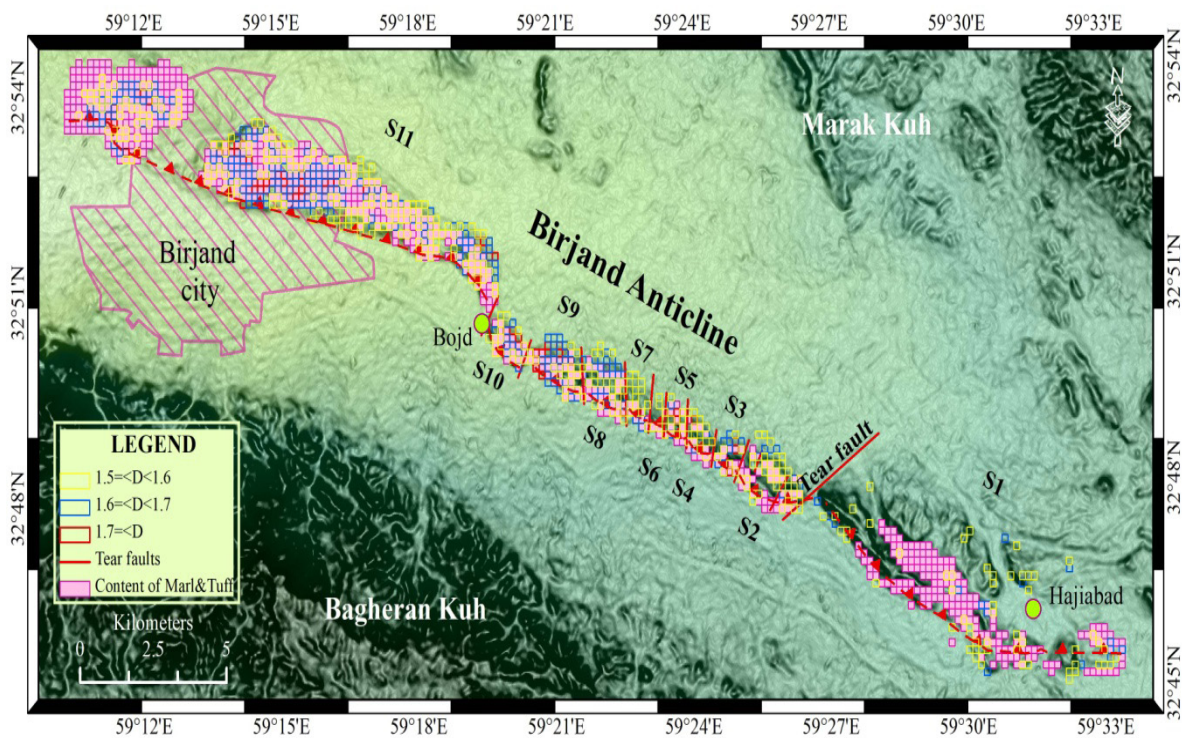 59°12'E 59°15'E 59°18'E 59°21'E 59°24'E 59°27'E 59°30'E 59°33'E
32°54'N
32°54'N
N
Marak Kuh
S11
Birjand Anticline
Birjand
city
32°51'N
32°51'N
Bojd
S9
S7
S10
S5
S3
S8
Tear fault
S6
S4
S1
S2
32°48'N
32°48'N
LEGEND
1.5=<D<1.6
1.6=<D<1.7
1.7=<D
Tear faults
Content of Marl&Tuff
Kilometers
0 2.5 5
Bagheran Kuh
Hajiabad
32°45'N
32°45'N
59°12'E 59°15'E 59°18'E 59°21'E 59°24'E 59°27'E 59°30'E 59°33'E